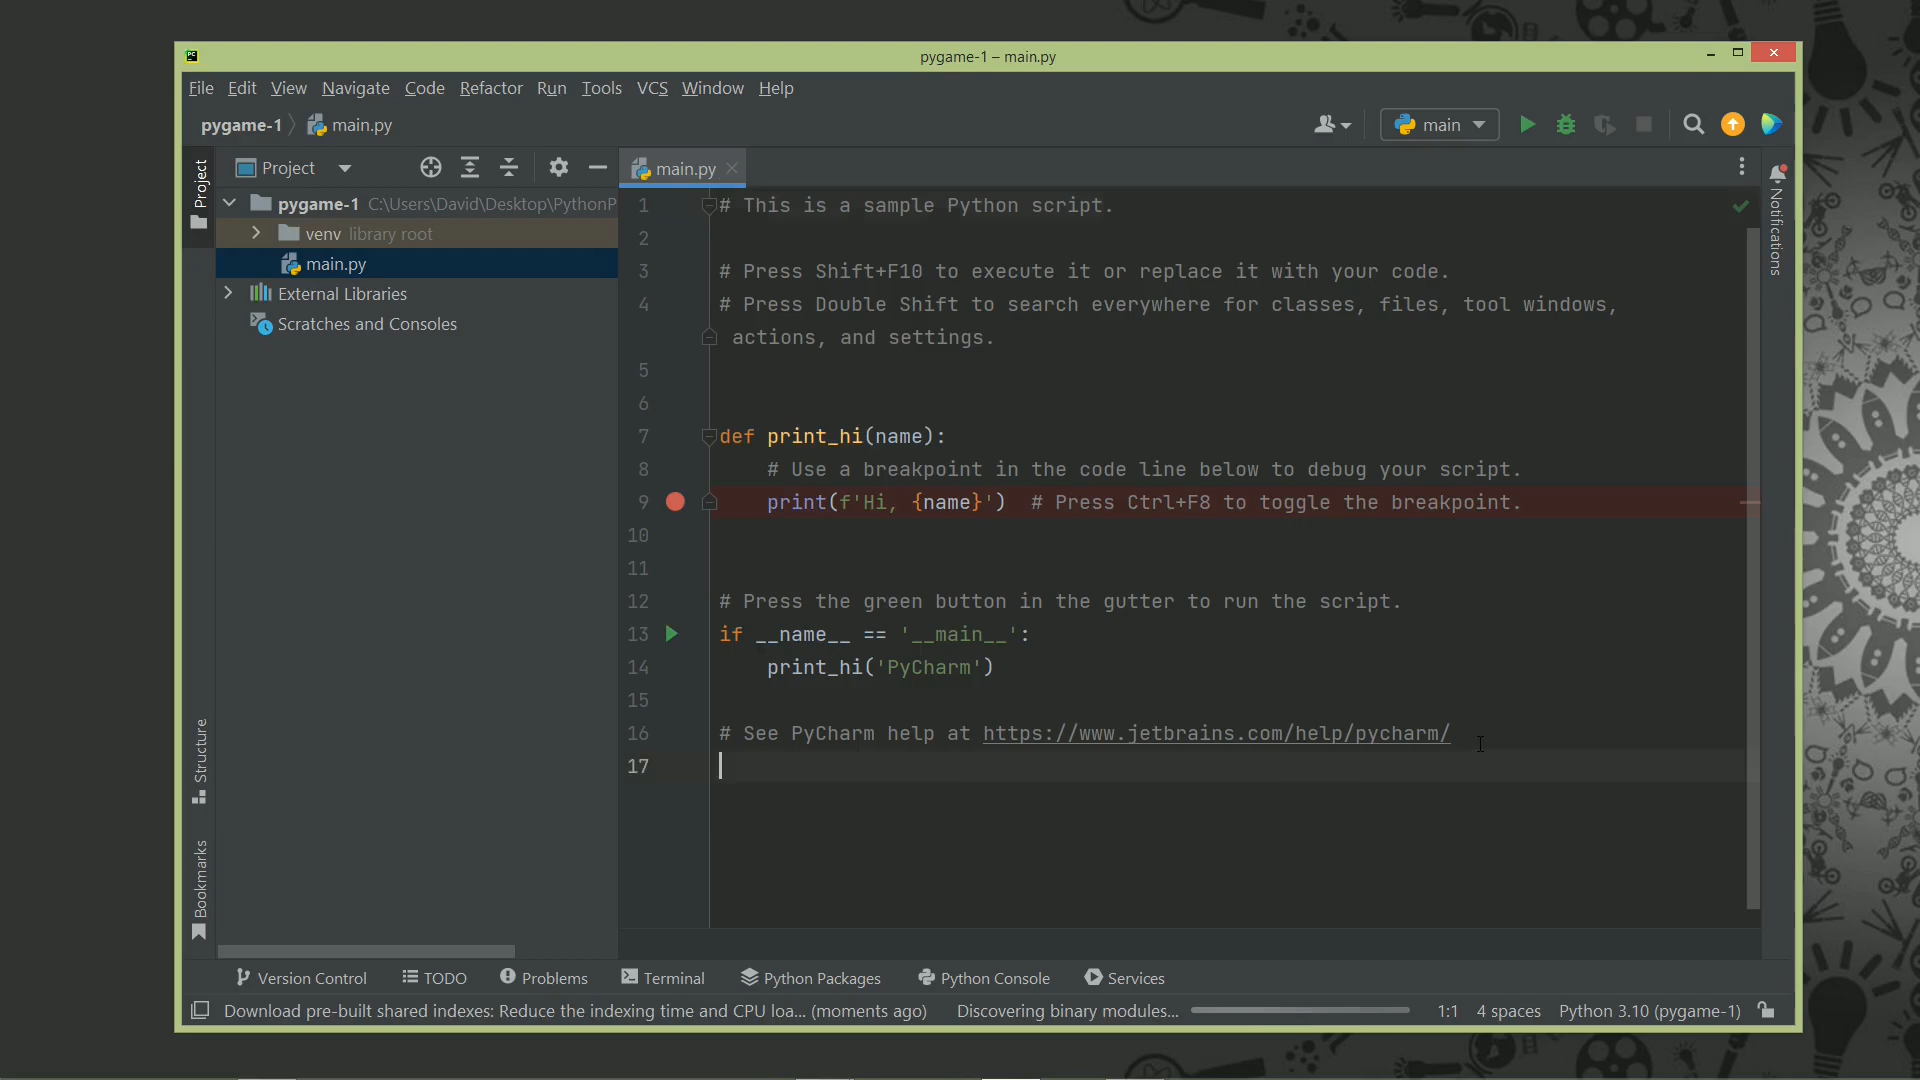 pygame-1 – main.py
File Edit View Navigate Code Refactor Run Tools VCS Window Help
pygame-1 main.py
main
Project
Project
main.py
Notifications
pygame-1 C:\Users\David\Desktop\PythonP
venv library root
main.py
External Libraries
Scratches and Consoles
1 # This is a sample Python script.
2
3 # Press Shift+F10 to execute it or replace it with your code.
4 # Press Double Shift to search everywhere for classes, files, tool windows,
actions, and settings.
5
6
7 def print_hi(name):
8 # Use a breakpoint in the code line below to debug your script.
9 print(f'Hi, {name}') # Press Ctrl+F8 to toggle the breakpoint.
10
11
12 # Press the green button in the gutter to run the script.
13 if __name__ == '__main__':
14 print_hi('PyCharm')
15
16 # See PyCharm help at https://www.jetbrains.com/help/pycharm/
17
Structure
Bookmarks
Version Control TODO Problems Terminal Python Packages Python Console Services
Download pre-built shared indexes: Reduce the indexing time and CPU loa... (moments ago) Discovering binary modules... 1:1 4 spaces Python 3.10 (pygame-1)